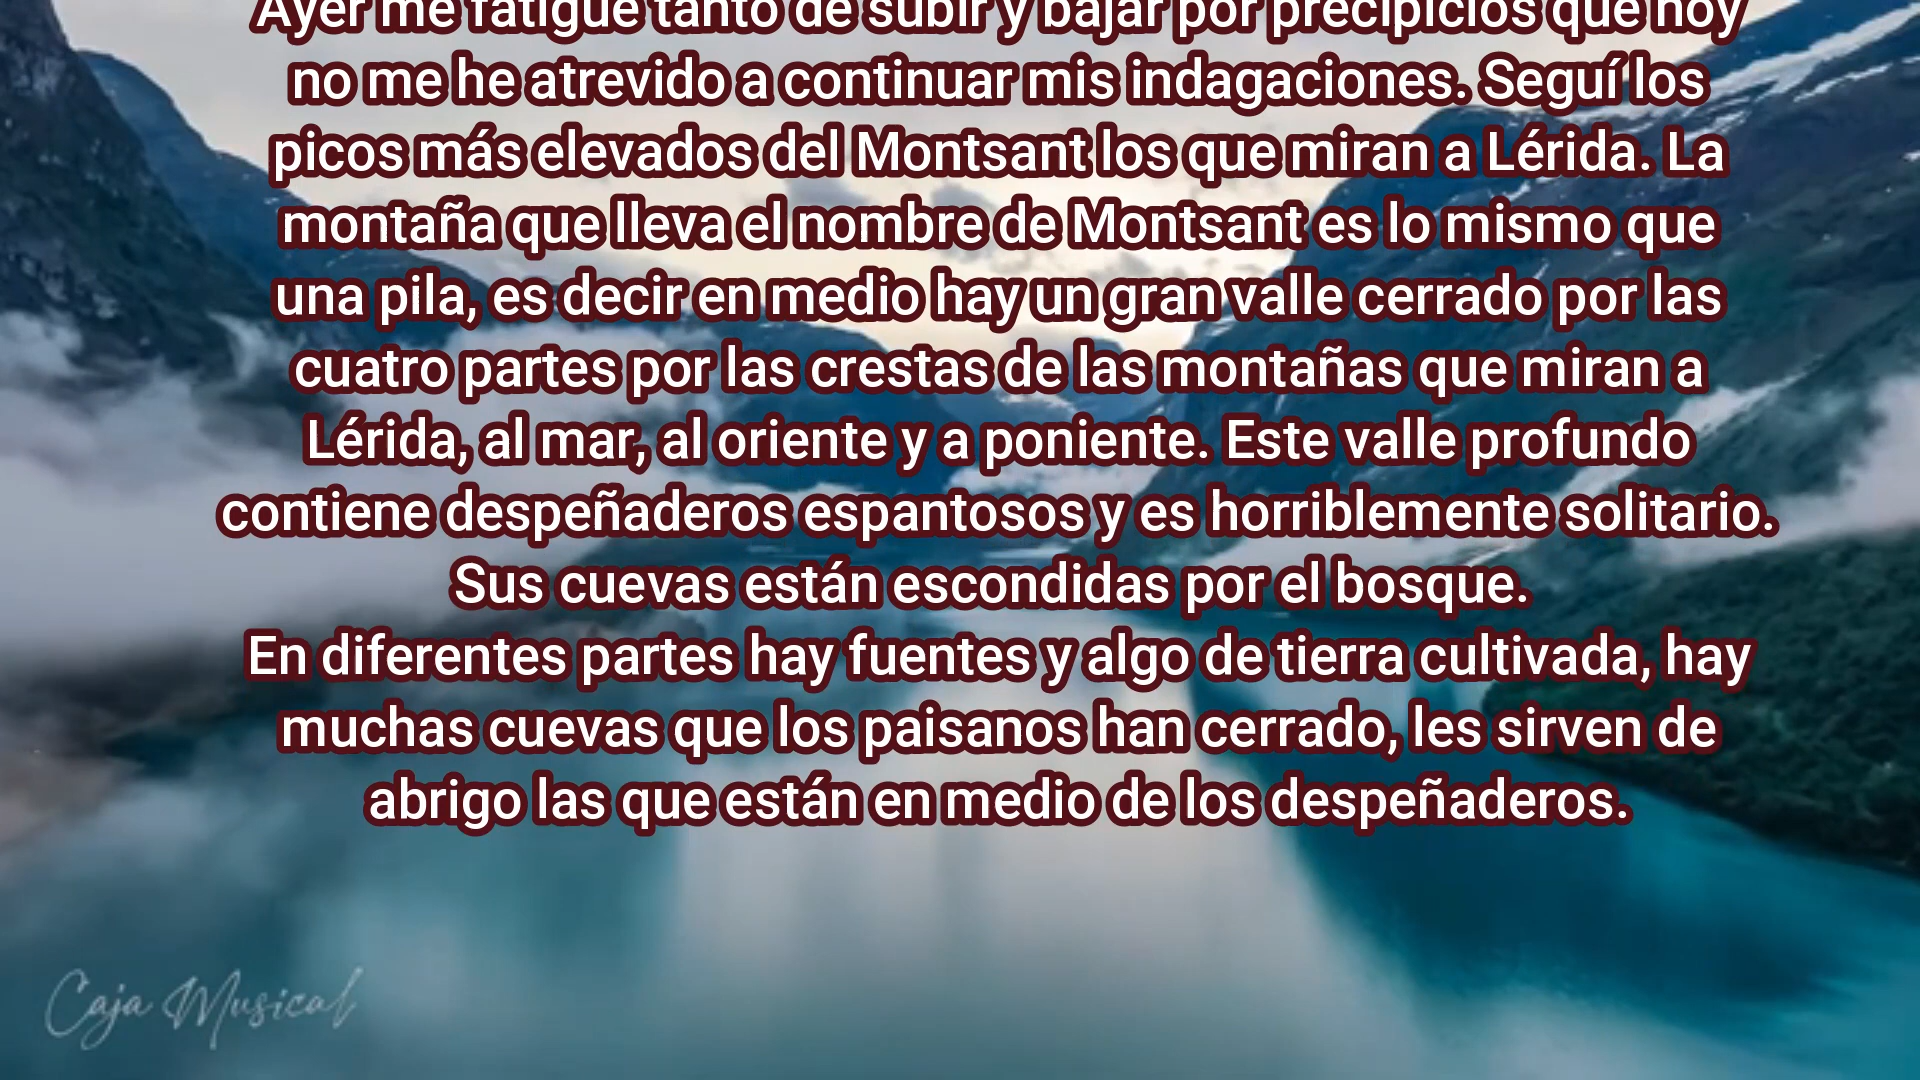 Ayer me fatigué tanto de subir y bajar por precipicios que hoy
no me he atrevido a continuar mis indagaciones. Seguí los
picos más elevados del Montsant los que miran a Lérida. La
montaña que lleva el nombre de Montsant es lo mismo que
una pila, es decir en medio hay un gran valle cerrado por las
cuatro partes por las crestas de las montañas que miran a
Lérida, al mar, al oriente y a poniente. Este valle profundo
contiene despeñaderos espantosos y es horriblemente solitario.
Sus cuevas están escondidas por el bosque.
En diferentes partes hay fuentes y algo de tierra cultivada, hay
muchas cuevas que los paisanos han cerrado, les sirven de
abrigo las que están en medio de los despeñaderos.
Caja Musical